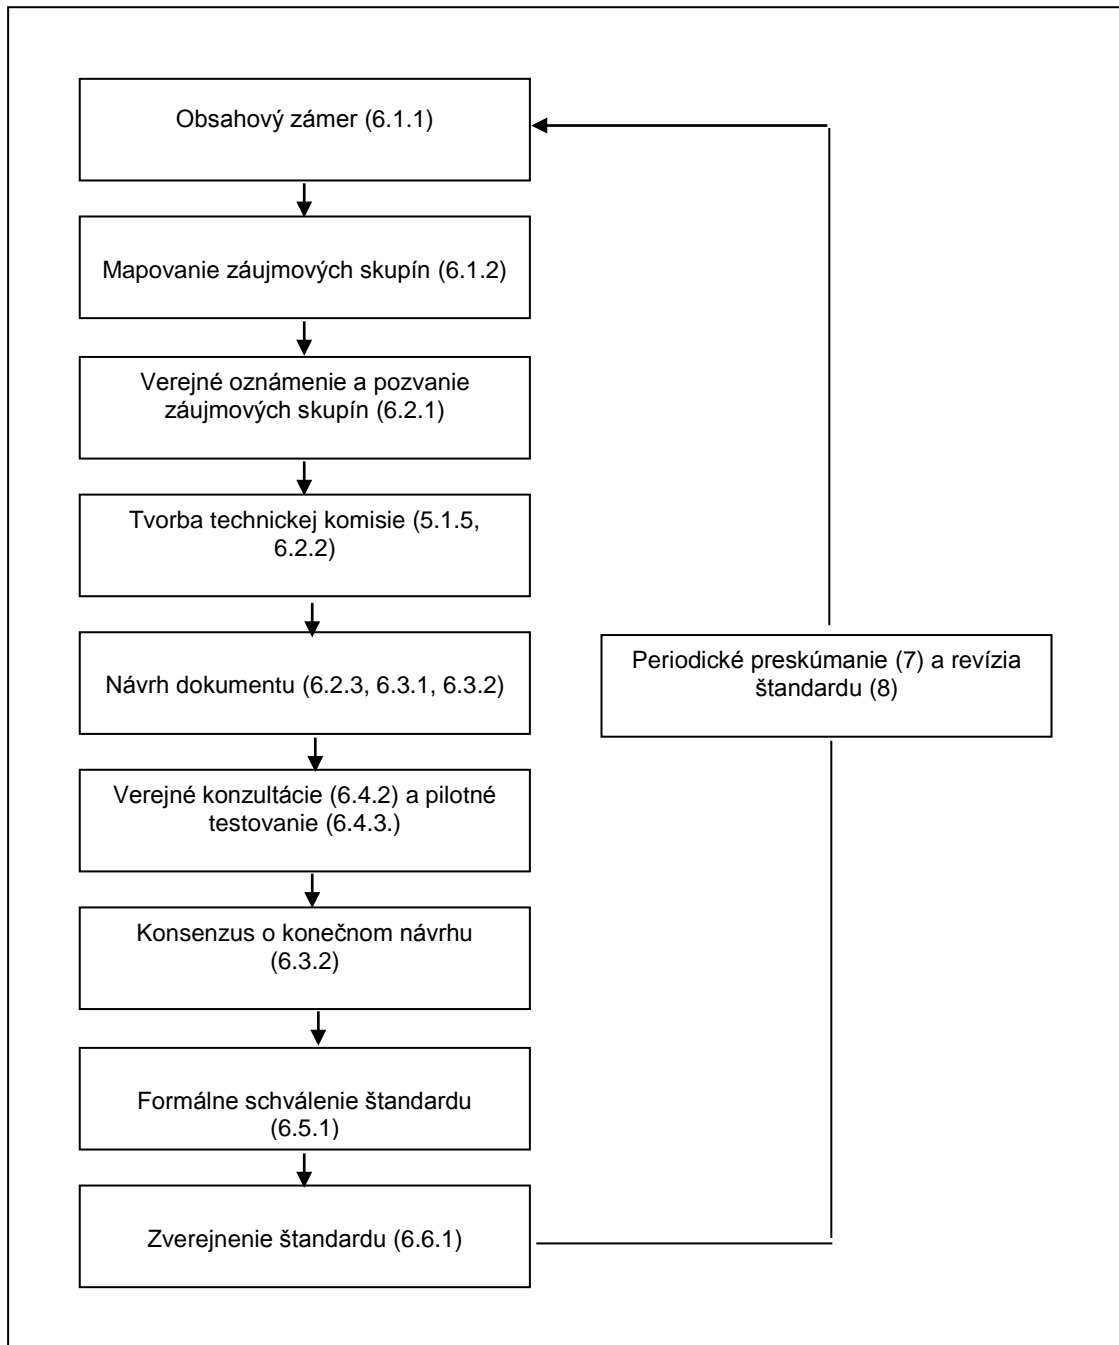 Obsahový zámer (6.1.1)
Mapovanie záujmových skupín (6.1.2)
Verejné oznámenie a pozvanie
záujmových skupín (6.2.1)
Tvorba technickej komisie (5.1.5,
6.2.2)
Návrh dokumentu (6.2.3, 6.3.1, 6.3.2)
Periodické preskúmanie (7) a revízia
štandardu (8)
Verejné konzultácie (6.4.2) a pilotné
testovanie (6.4.3.)
Konsenzus o konečnom návrhu
(6.3.2)
Formálne schválenie štandardu
(6.5.1)
Zverejnenie štandardu (6.6.1)